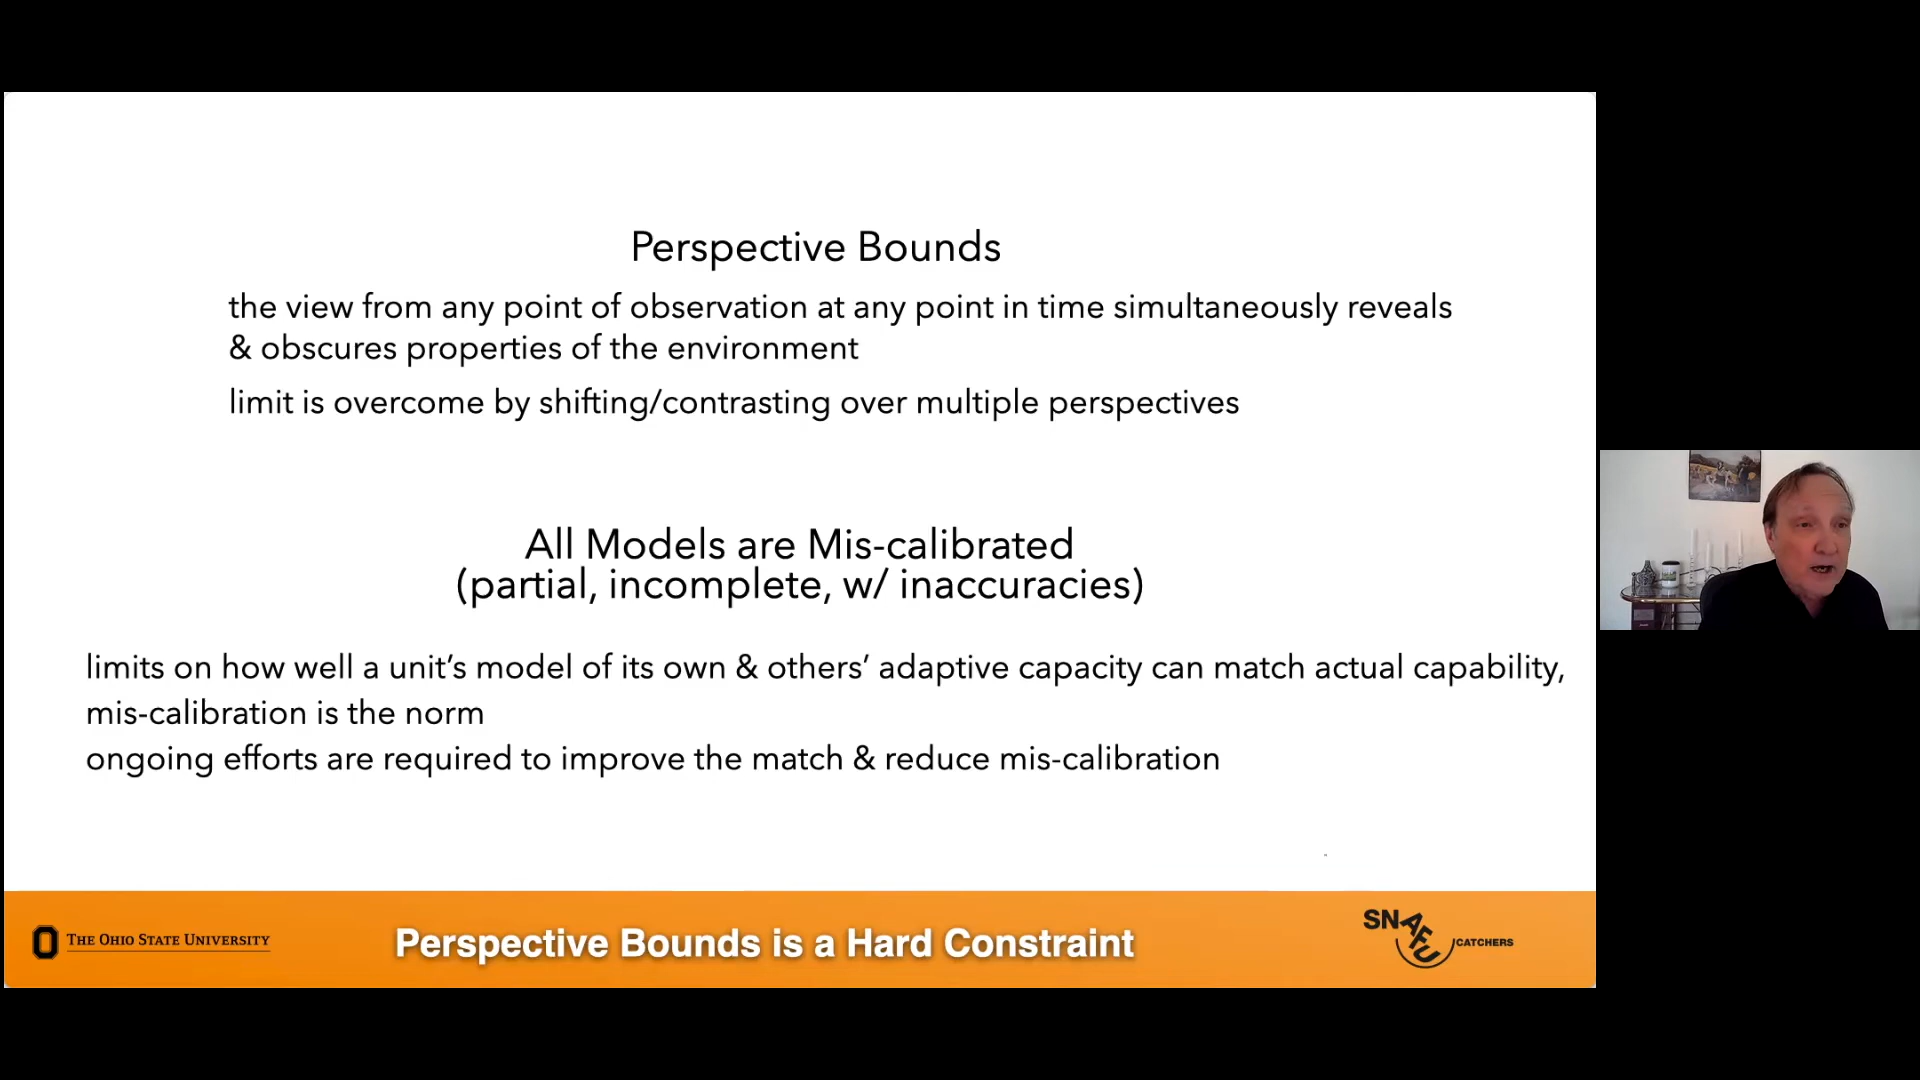 Perspective Bounds
the view from any point of observation at any point in time simultaneously reveals
& obscures properties of the environment
limit is overcome by shifting/contrasting over multiple perspectives
All Models are Mis-calibrated
(partial, incomplete, w/ inaccuracies)
limits on how well a unit’s model of its own & others’ adaptive capacity can match actual capability,
mis-calibration is the norm
ongoing efforts are required to improve the match & reduce mis-calibration
THE OHIO STATE UNIVERSITY
Perspective Bounds is a Hard Constraint
SNAFU CATCHERS